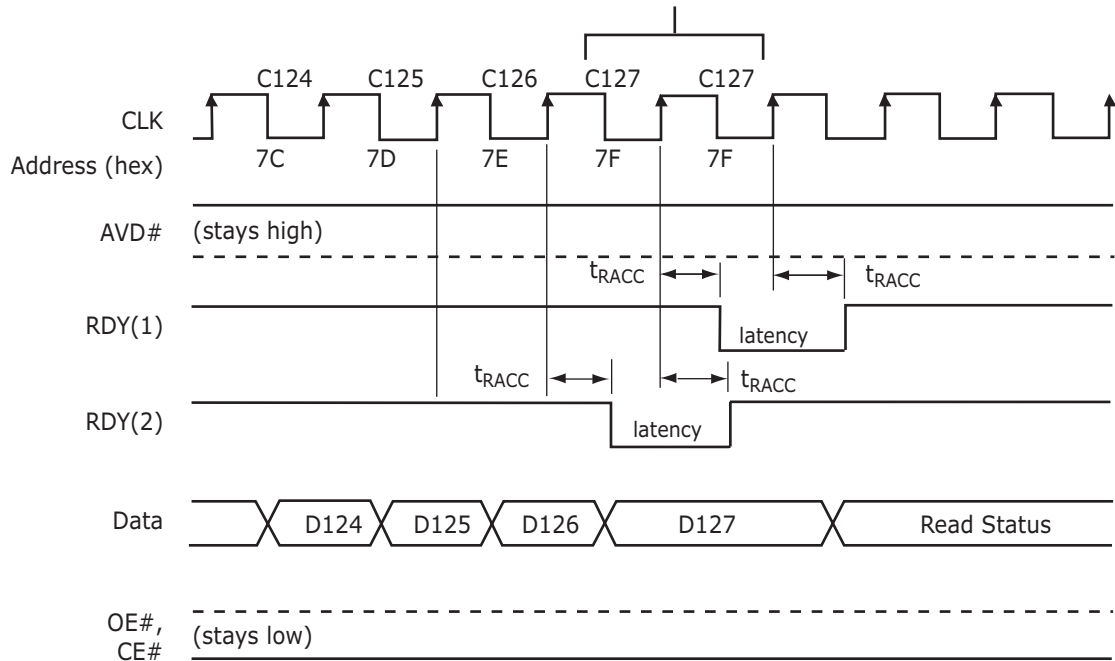 C124 C125 C126 C127 C127
CLK
Address (hex) 7C 7D 7E 7F 7F
AVD# (stays high)
tRACC tRACC
RDY(1) latency
tRACC tRACC
RDY(2) latency
Data D124 D125 D126 D127 Read Status
OE#,
CE# (stays low)